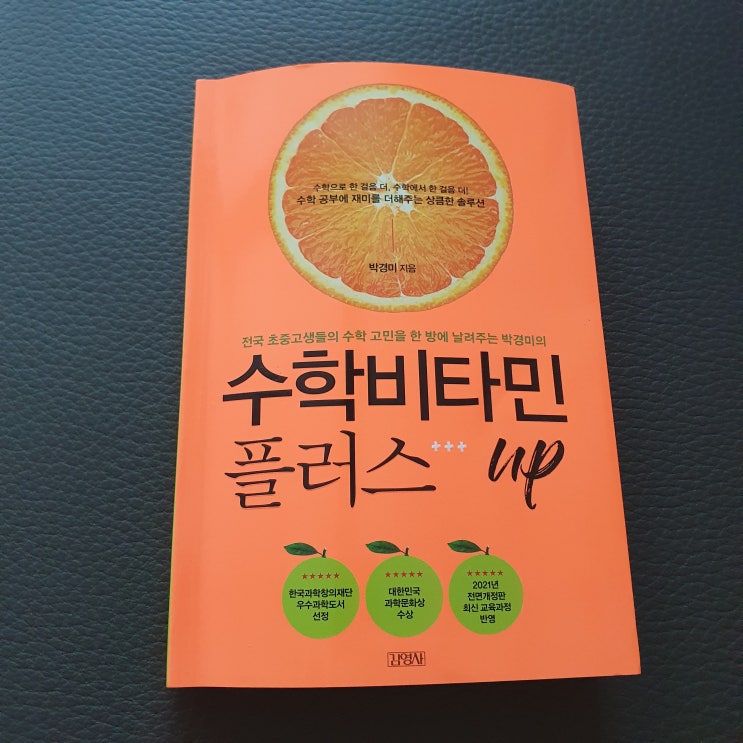 수학으로 한 걸음 더, 수학에서 한 걸음 더!
수학 공부에 재미를 더해주는 상큼한 솔루션
박경미 지음
전국 초중고생들의 수학 고민을 한 방에 날려주는 박경미의
수학비타민
플러스+++ up
★★★★★
한국과학창의재단
우수과학도서
선정
★★★★★
대한민국
과학문화상
수상
★★★★★
2021년
전면개정판
최신 교육과정
반영
김영사